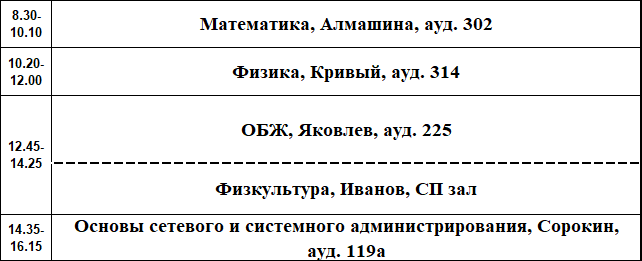 8.30-
10.10
Математика, Алмашина, ауд. 302
10.20-
12.00
Физика, Кривый, ауд. 314
12.45-
14.25
ОБЖ, Яковлев, ауд. 225
Физкультура, Иванов, СП зал
14.35-
16.15
Основы сетевого и системного администрирования, Сорокин,
ауд. 119а